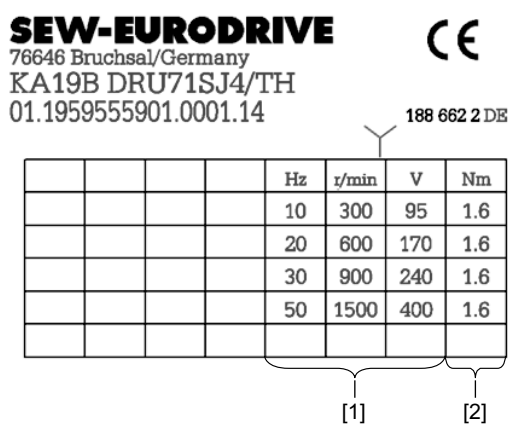 SEW-EURODRIVE
76646 Bruchsal/Germany
KA19B DRU71SJ4/TH
01.1959555901.0001.14
188 662 2 DE
Hz r/min V Nm
10 300 95 1.6
20 600 170 1.6
30 900 240 1.6
50 1500 400 1.6
[1] [2]